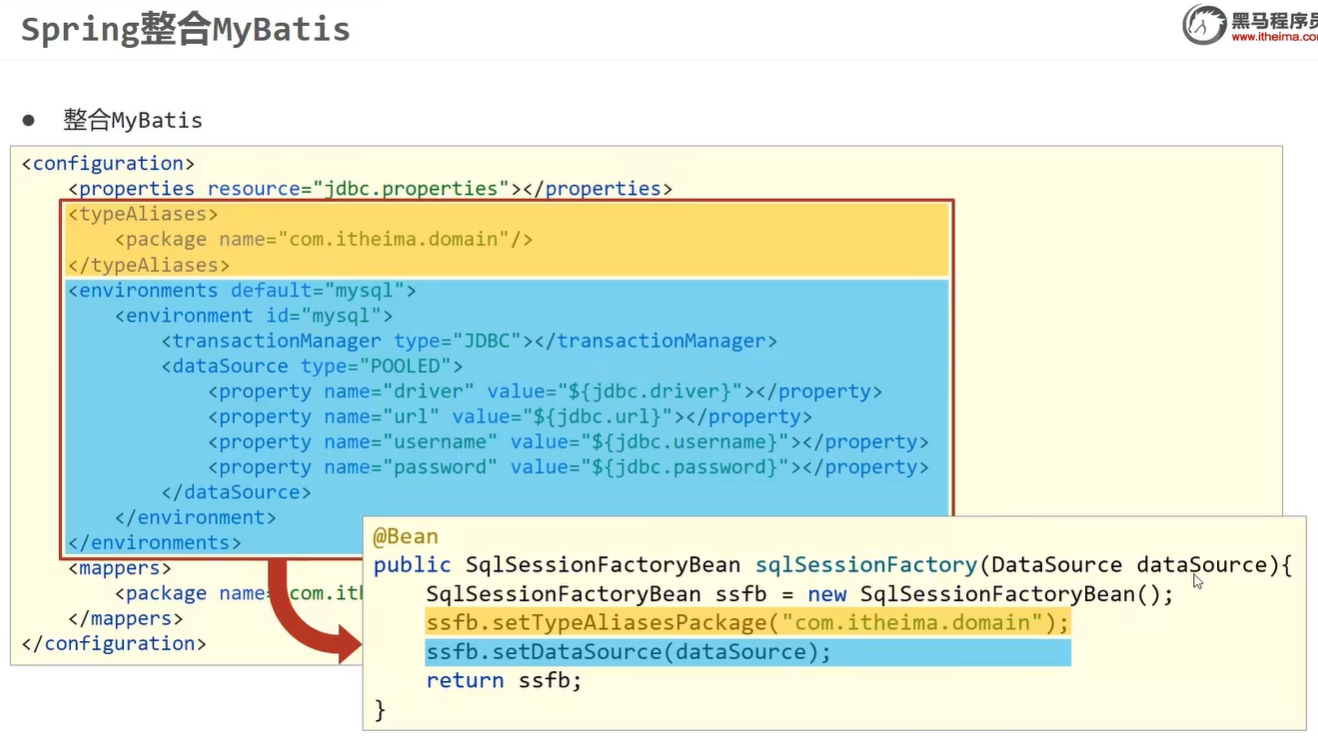 Spring整合MyBatis
黑马程序员
www.itheima.com
● 整合MyBatis
<configuration>
    <properties resource="jdbc.properties"></properties>
    <typeAliases>
        <package name="com.itheima.domain"/>
    </typeAliases>
    <environments default="mysql">
        <environment id="mysql">
            <transactionManager type="JDBC"></transactionManager>
            <dataSource type="POOLED">
                <property name="driver" value="${jdbc.driver}"></property>
                <property name="url" value="${jdbc.url}"></property>
                <property name="username" value="${jdbc.username}"></property>
                <property name="password" value="${jdbc.password}"></property>
            </dataSource>
        </environment>
    </environments>
    <mappers>
        <package name=
    </mappers>
</configuration>
@Bean
public SqlSessionFactoryBean sqlSessionFactory(DataSource dataSource){
    SqlSessionFactoryBean ssfb = new SqlSessionFactoryBean();
    ssfb.setTypeAliasesPackage("com.itheima.domain");
    ssfb.setDataSource(dataSource);
    return ssfb;
}